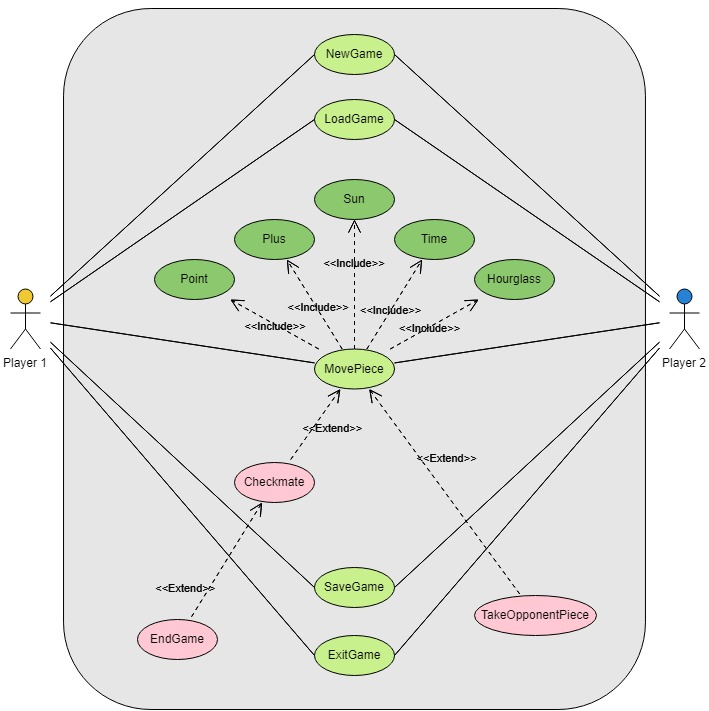 NewGame
LoadGame
Sun
Plus
Time
<<Include>>
Point
Hourglass
<<Include>>
<<Include>>
<<Include>>
<<Include>>
Player 1
Player 2
MovePiece
<<Extend>>
<<Extend>>
Checkmate
SaveGame
<<Extend>>
TakeOpponentPiece
EndGame
ExitGame